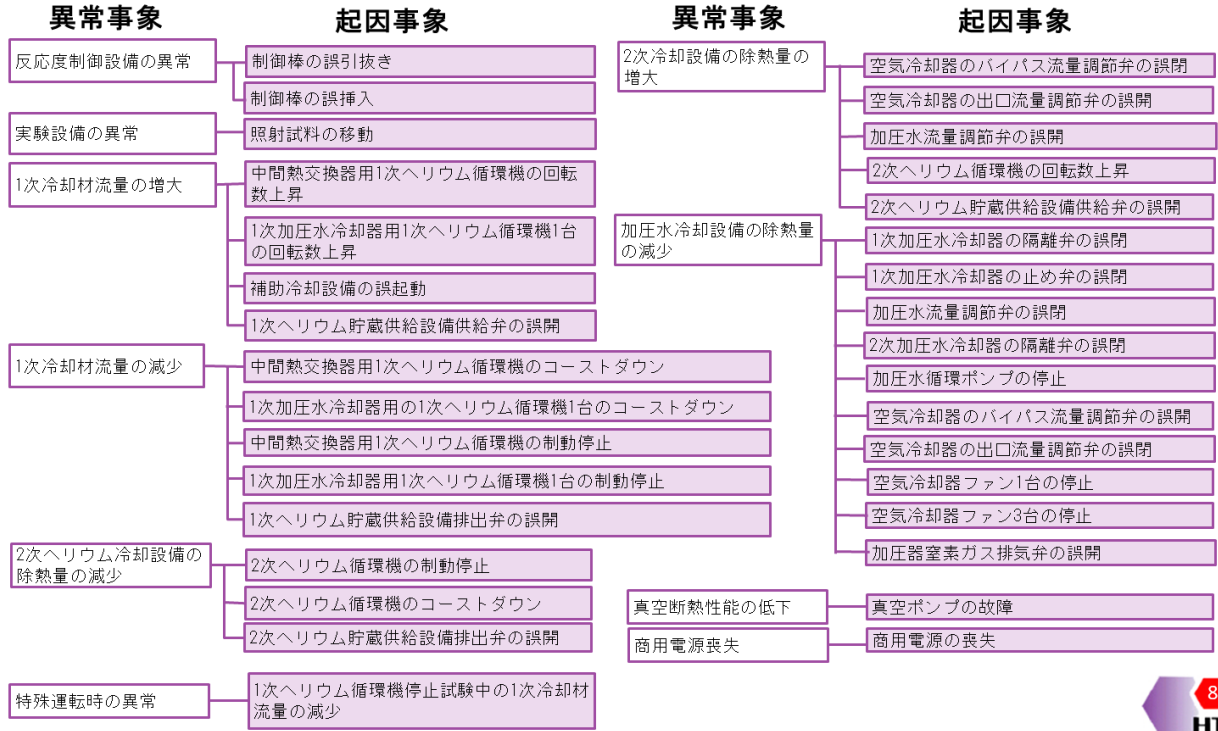 異常事象
起因事象
反応度制御設備の異常
制御棒の誤引抜き
制御棒の誤挿入
実験設備の異常
照射試料の移動
1次冷却材流量の増大
中間熱交換器用1次ヘリウム循環機の回転
数上昇
1次加圧水冷却器用1次ヘリウム循環機1台
の回転数上昇
補助冷却設備の誤起動
1次ヘリウム貯蔵供給設備供給弁の誤開
1次冷却材流量の減少
中間熱交換器用1次ヘリウム循環機のコーストダウン
1次加圧水冷却器用の1次ヘリウム循環機1台のコーストダウン
中間熱交換器用1次ヘリウム循環機の制動停止
1次加圧水冷却器用1次ヘリウム循環機1台の制動停止
1次ヘリウム貯蔵供給設備排出弁の誤開
2次ヘリウム冷却設備の
除熱量の減少
2次ヘリウム循環機の制動停止
2次ヘリウム循環機のコーストダウン
2次ヘリウム貯蔵供給設備排出弁の誤開
特殊運転時の異常
1次ヘリウム循環機停止試験中の1次冷却材
流量の減少
異常事象
起因事象
2次冷却設備の除熱量の
増大
空気冷却器のバイパス流量調節弁の誤閉
空気冷却器の出口流量調節弁の誤開
加圧水流量調節弁の誤開
2次ヘリウム循環機の回転数上昇
2次ヘリウム貯蔵供給設備供給弁の誤開
加圧水冷却設備の除熱量
の減少
1次加圧水冷却器の隔離弁の誤閉
1次加圧水冷却器の止め弁の誤閉
加圧水流量調節弁の誤閉
2次加圧水冷却器の隔離弁の誤閉
加圧水循環ポンプの停止
空気冷却器のバイパス流量調節弁の誤開
空気冷却器の出口流量調節弁の誤閉
空気冷却器ファン1台の停止
空気冷却器ファン3台の停止
加圧器窒素ガス排気弁の誤開
真空断熱性能の低下
真空ポンプの故障
商用電源喪失
商用電源の喪失
8